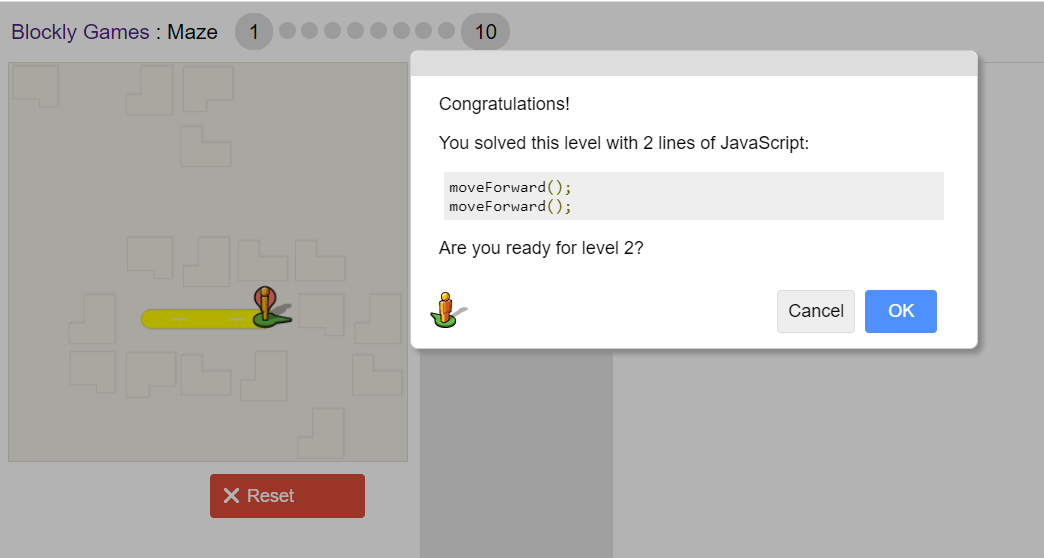 Blockly Games : Maze 1 10
Congratulations!
You solved this level with 2 lines of JavaScript:
moveForward();
moveForward();
Are you ready for level 2?
Cancel OK
Reset